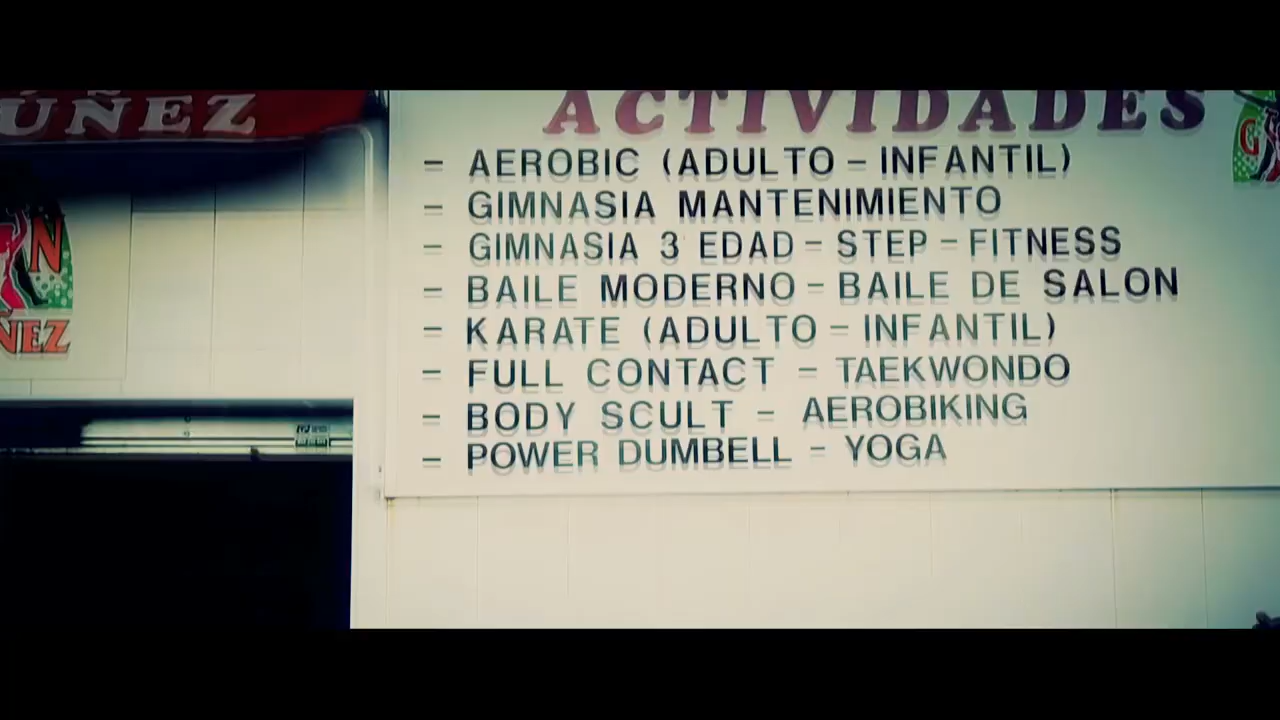 ÚÑEZ
ACTIVIDADES
- AEROBIC (ADULTO - INFANTIL)
- GIMNASIA MANTENIMIENTO
- GIMNASIA 3 EDAD - STEP - FITNESS
- BAILE MODERNO - BAILE DE SALON
- KARATE (ADULTO - INFANTIL)
- FULL CONTACT - TAEKWONDO
- BODY SCULT - AEROBIKING
- POWER DUMBELL - YOGA
N
ÑEZ
G